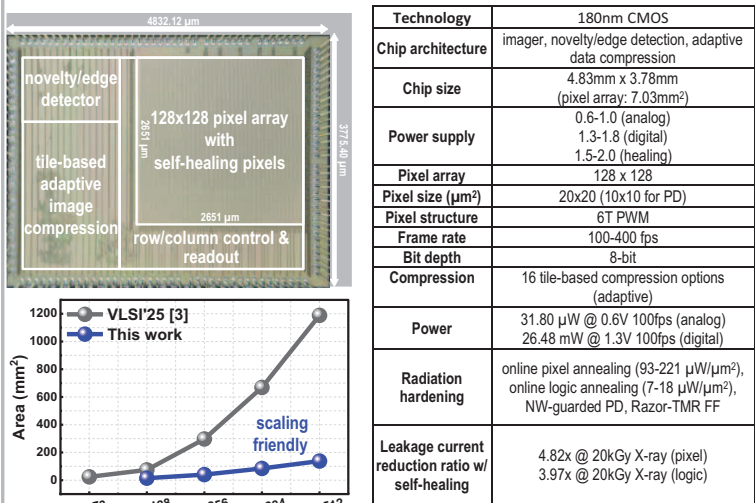 4832.12 µm
novelty/edge
detector
128x128 pixel array
with
self-healing pixels
2651 µm
3775.40 µm
tile-based
adaptive
image
compression
2651 µm
row/column control &
readout
1200
1000
800
600
400
200
0
Area (mm²)
VLSI'25 [3]
This work
scaling
friendly
Technology 180nm CMOS
Chip architecture imager, novelty/edge detection, adaptive
data compression
Chip size 4.83mm x 3.78mm
(pixel array: 7.03mm²)
Power supply 0.6-1.0 (analog)
1.3-1.8 (digital)
1.5-2.0 (healing)
Pixel array 128 x 128
Pixel size (µm²) 20x20 (10x10 for PD)
Pixel structure 6T PWM
Frame rate 100-400 fps
Bit depth 8-bit
Compression 16 tile-based compression options
(adaptive)
Power 31.80 µW @ 0.6V 100fps (analog)
26.48 mW @ 1.3V 100fps (digital)
Radiation
hardening
online pixel annealing (93-221 µW/µm²),
online logic annealing (7-18 µW/µm²),
NW-guarded PD, Razor-TMR FF
Leakage current
reduction ratio w/
self-healing
4.82x @ 20kGy X-ray (pixel)
3.97x @ 20kGy X-ray (logic)